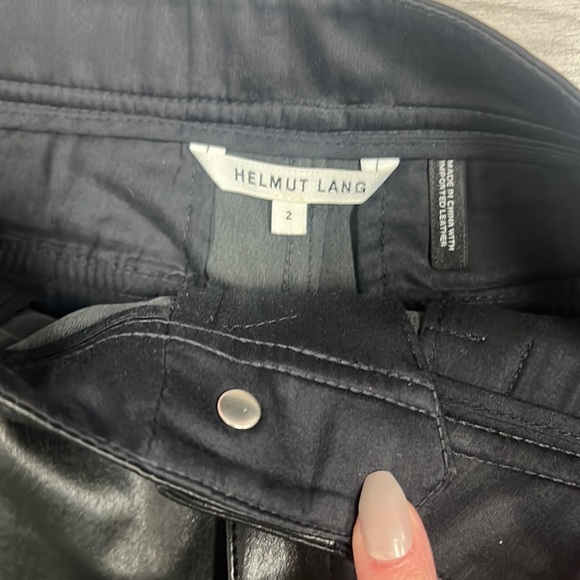 HELMUT LANG
2
MADE IN CHINA WITH
IMPORTED LEATHER